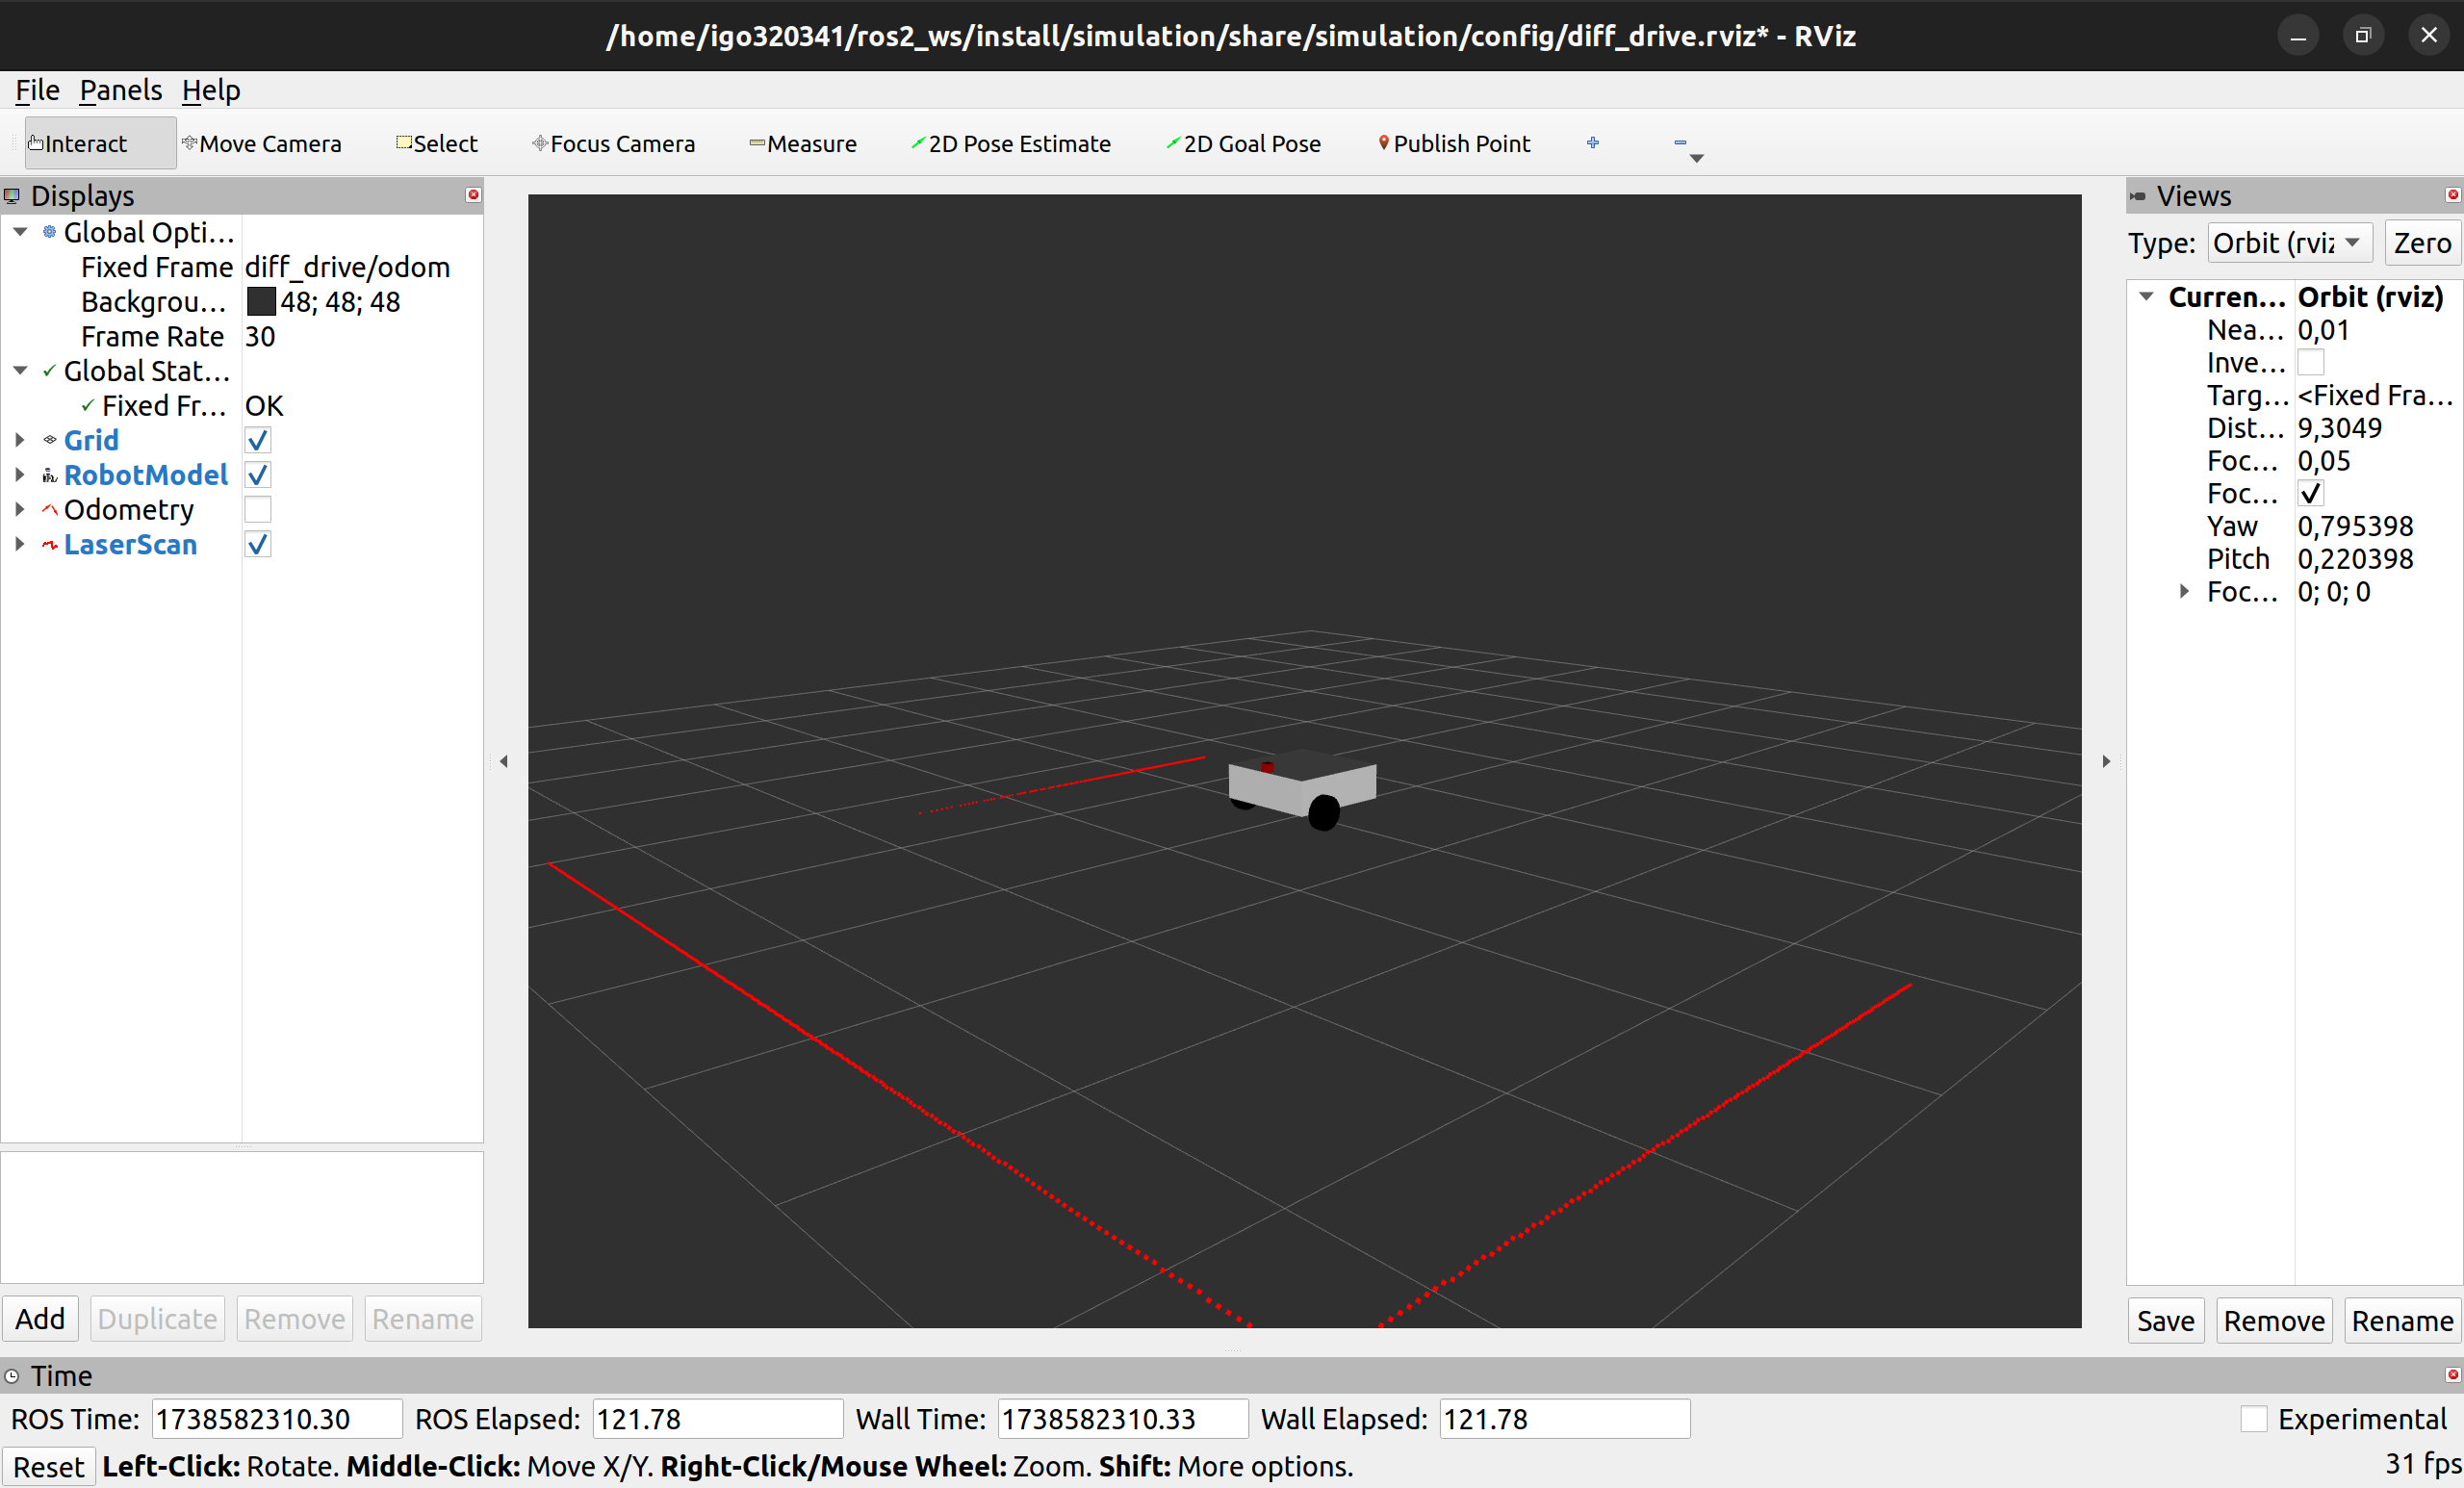 /home/igo320341/ros2_ws/install/simulation/share/simulation/config/diff_drive.rviz* - RViz
File Panels Help
Interact Move Camera Select Focus Camera Measure 2D Pose Estimate 2D Goal Pose Publish Point
Displays
Global Opti...
Fixed Frame diff_drive/odom
Backgrou... 48; 48; 48
Frame Rate 30
Global Stat...
Fixed Fr... OK
Grid
RobotModel
Odometry
LaserScan
Add Duplicate Remove Rename
Views
Type: Orbit (rviz Zero
Curren... Orbit (rviz)
Nea... 0,01
Inve...
Targ... <Fixed Fra...
Dist... 9,3049
Foc... 0,05
Foc...
Yaw 0,795398
Pitch 0,220398
Foc... 0; 0; 0
Save Remove Rename
Time
ROS Time: 1738582310.30 ROS Elapsed: 121.78 Wall Time: 1738582310.33 Wall Elapsed: 121.78 Experimental
Reset Left-Click: Rotate. Middle-Click: Move X/Y. Right-Click/Mouse Wheel: Zoom. Shift: More options. 31 fps